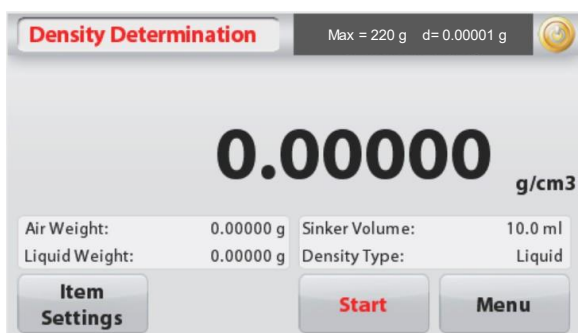 Density Determination
Max = 220 g d= 0.00001 g
0.00000
g/cm3
Air Weight: 0.00000 g
Sinker Volume: 10.0 ml
Liquid Weight: 0.00000 g
Density Type: Liquid
Item
Settings
Start
Menu